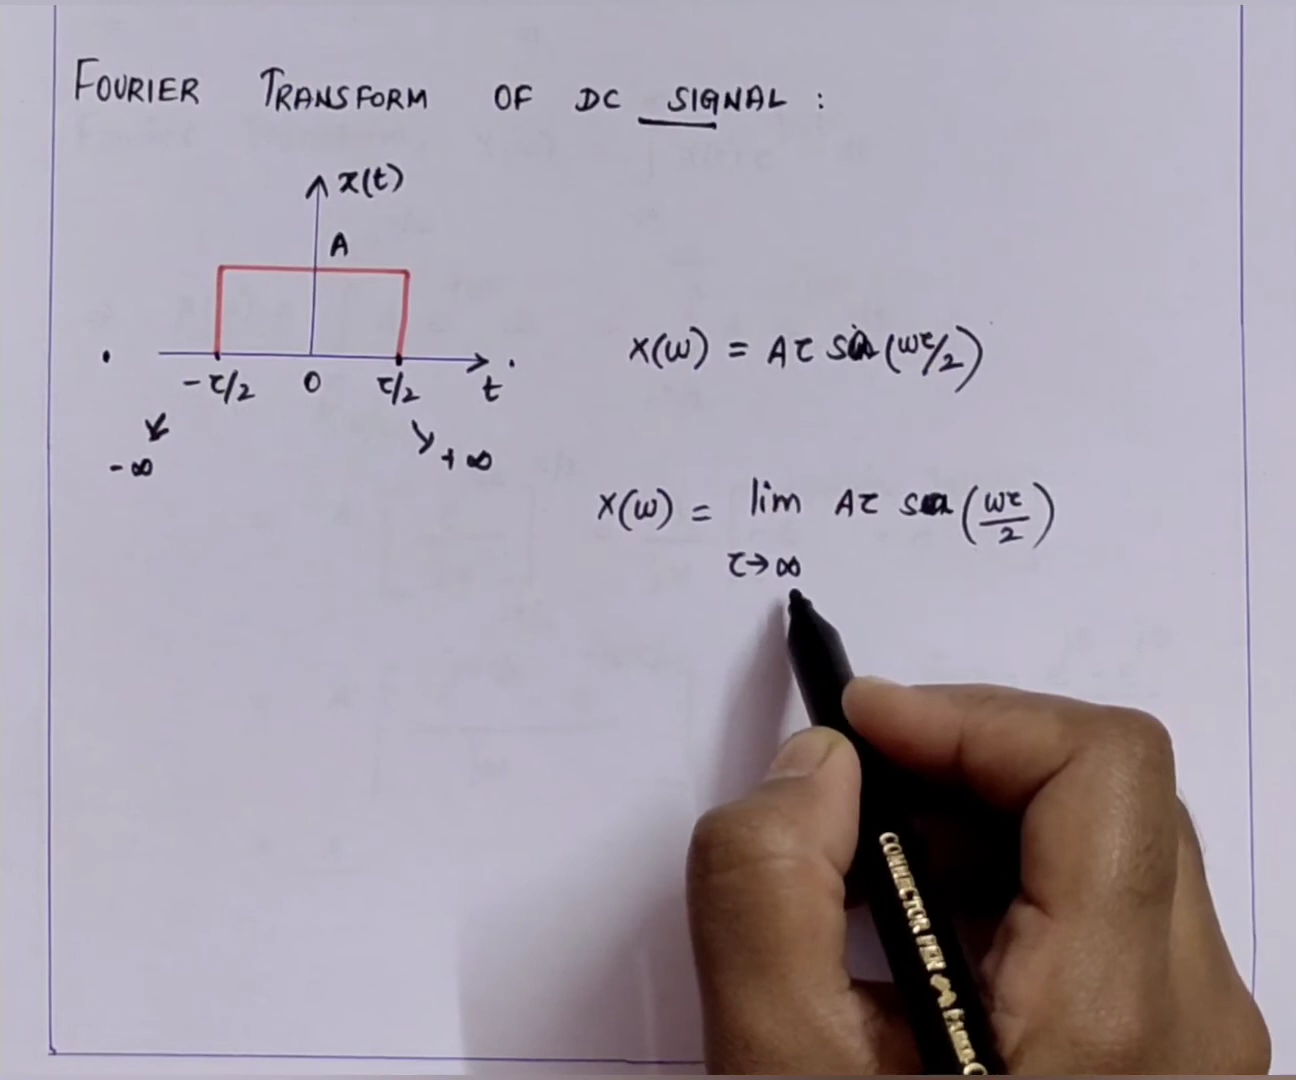 FOURIER TRANSFORM OF DC SIGNAL :
x(t)
A
-τ/2 0 τ/2 t
-∞ +∞
X(ω) = Aτ Sa(ωτ/2)
X(ω) = lim Aτ Sa(ωτ/2)
τ→∞
CONNECTOR PEN